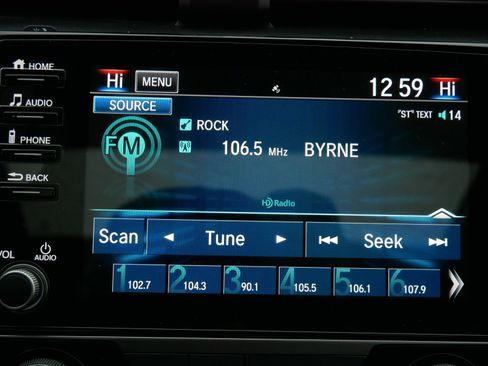 HOME
Hi MENU 12 59 Hi
AUDIO
SOURCE
"ST" TEXT 14
ROCK
FM
106.5 MHz BYRNE
PHONE
BACK
HD Radio
Scan Tune Seek
VOL
AUDIO
1 102.7 2 104.3 3 90.1 4 105.5 5 106.1 6 107.9